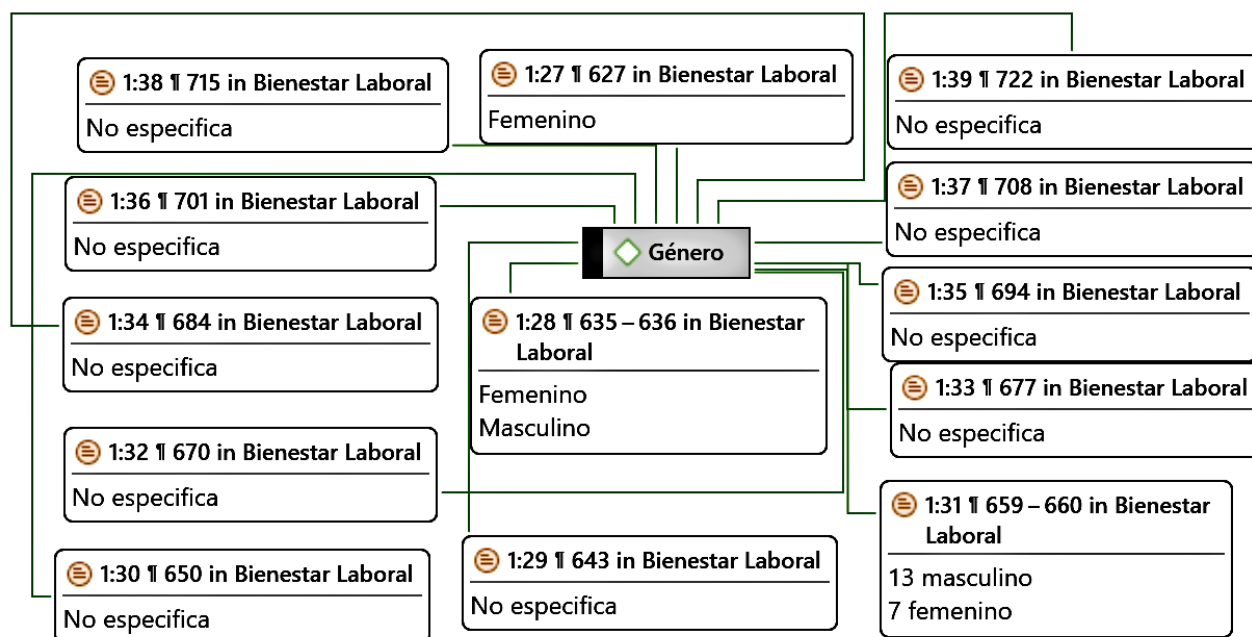 1:38 ¶ 715 in Bienestar Laboral
No especifica
1:27 ¶ 627 in Bienestar Laboral
Femenino
1:39 ¶ 722 in Bienestar Laboral
No especifica
1:36 ¶ 701 in Bienestar Laboral
No especifica
1:37 ¶ 708 in Bienestar Laboral
No especifica
Género
1:34 ¶ 684 in Bienestar Laboral
No especifica
1:28 ¶ 635 – 636 in Bienestar
Laboral
Femenino
Masculino
1:35 ¶ 694 in Bienestar Laboral
No especifica
1:33 ¶ 677 in Bienestar Laboral
No especifica
1:32 ¶ 670 in Bienestar Laboral
No especifica
1:31 ¶ 659 – 660 in Bienestar
Laboral
13 masculino
7 femenino
1:30 ¶ 650 in Bienestar Laboral
No especifica
1:29 ¶ 643 in Bienestar Laboral
No especifica